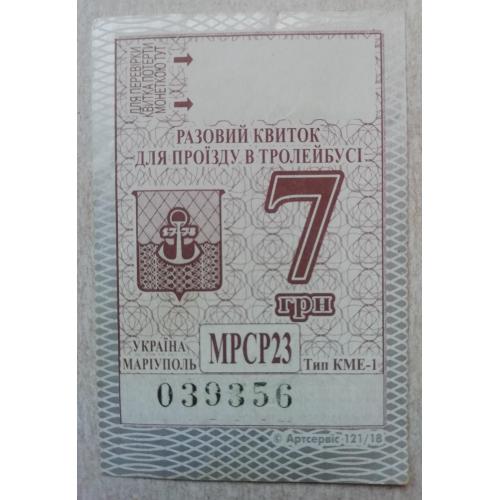 ДЛЯ ПЕРЕВІРКИ
КВИТКА ПОТЕРТИ
МОНЕТКОЮ ТУТ
РАЗОВИЙ КВИТОК
ДЛЯ ПРОЇЗДУ В ТРОЛЕЙБУСІ
7
грн
1778
УКРАЇНА
МАРІУПОЛЬ
МРСР23
Тип КМЕ-1
039356
© Артсервіс 121/18